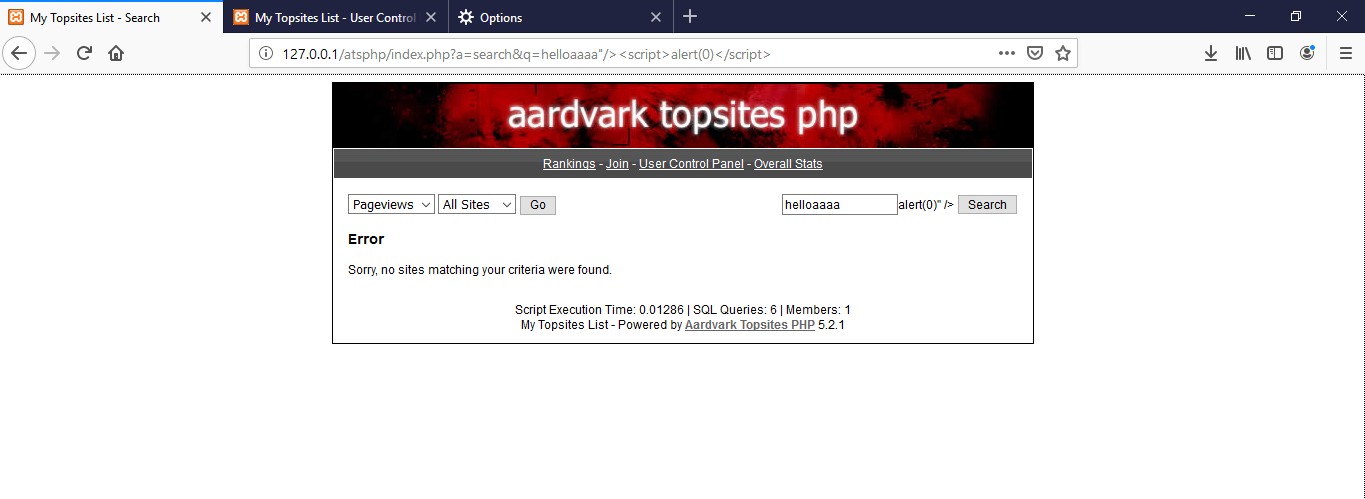 My Topsites List - Search
My Topsites List - User Control
Options
127.0.0.1/atsphp/index.php?a=search&q=helloaaaa"/><script>alert(0)</script>
aardvark topsites php
Rankings - Join - User Control Panel - Overall Stats
Pageviews All Sites Go helloaaaa alert(0)" /> Search
Error
Sorry, no sites matching your criteria were found.
Script Execution Time: 0.01286 | SQL Queries: 6 | Members: 1
My Topsites List - Powered by Aardvark Topsites PHP 5.2.1